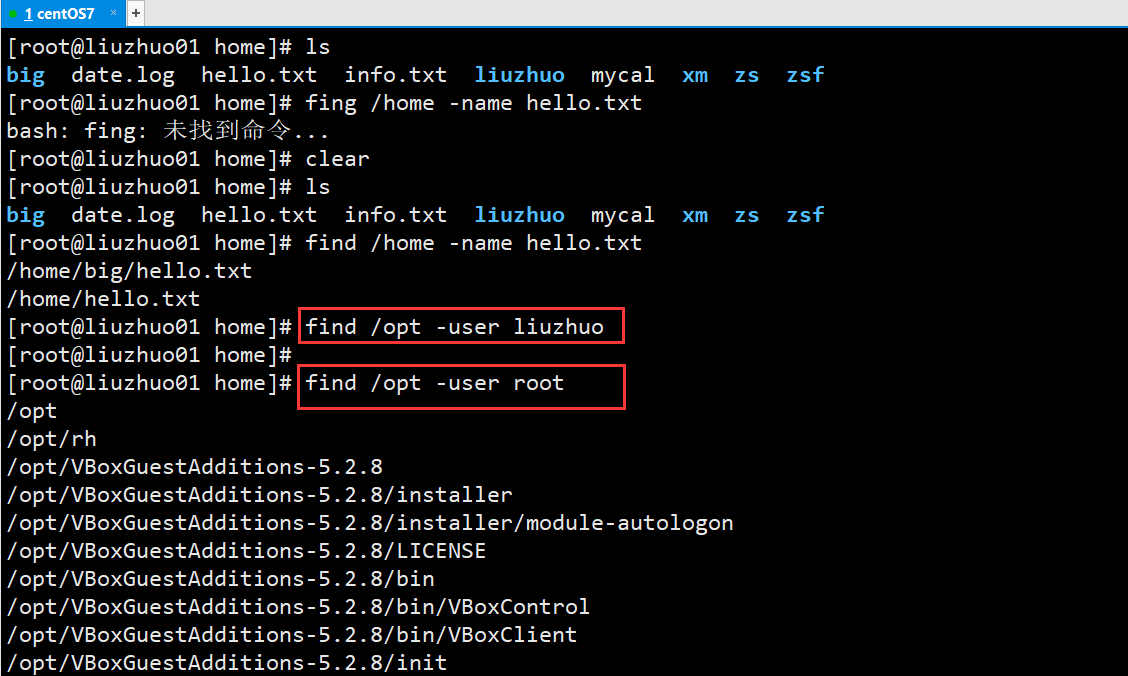 1 centOS7 × +
[root@liuzhuo01 home]# ls
big date.log hello.txt info.txt liuzhuo mycal xm zs zsf
[root@liuzhuo01 home]# fing /home -name hello.txt
bash: fing: 未找到命令...
[root@liuzhuo01 home]# clear
[root@liuzhuo01 home]# ls
big date.log hello.txt info.txt liuzhuo mycal xm zs zsf
[root@liuzhuo01 home]# find /home -name hello.txt
/home/big/hello.txt
/home/hello.txt
[root@liuzhuo01 home]# find /opt -user liuzhuo
[root@liuzhuo01 home]#
[root@liuzhuo01 home]# find /opt -user root
/opt
/opt/rh
/opt/VBoxGuestAdditions-5.2.8
/opt/VBoxGuestAdditions-5.2.8/installer
/opt/VBoxGuestAdditions-5.2.8/installer/module-autologon
/opt/VBoxGuestAdditions-5.2.8/LICENSE
/opt/VBoxGuestAdditions-5.2.8/bin
/opt/VBoxGuestAdditions-5.2.8/bin/VBoxControl
/opt/VBoxGuestAdditions-5.2.8/bin/VBoxClient
/opt/VBoxGuestAdditions-5.2.8/init